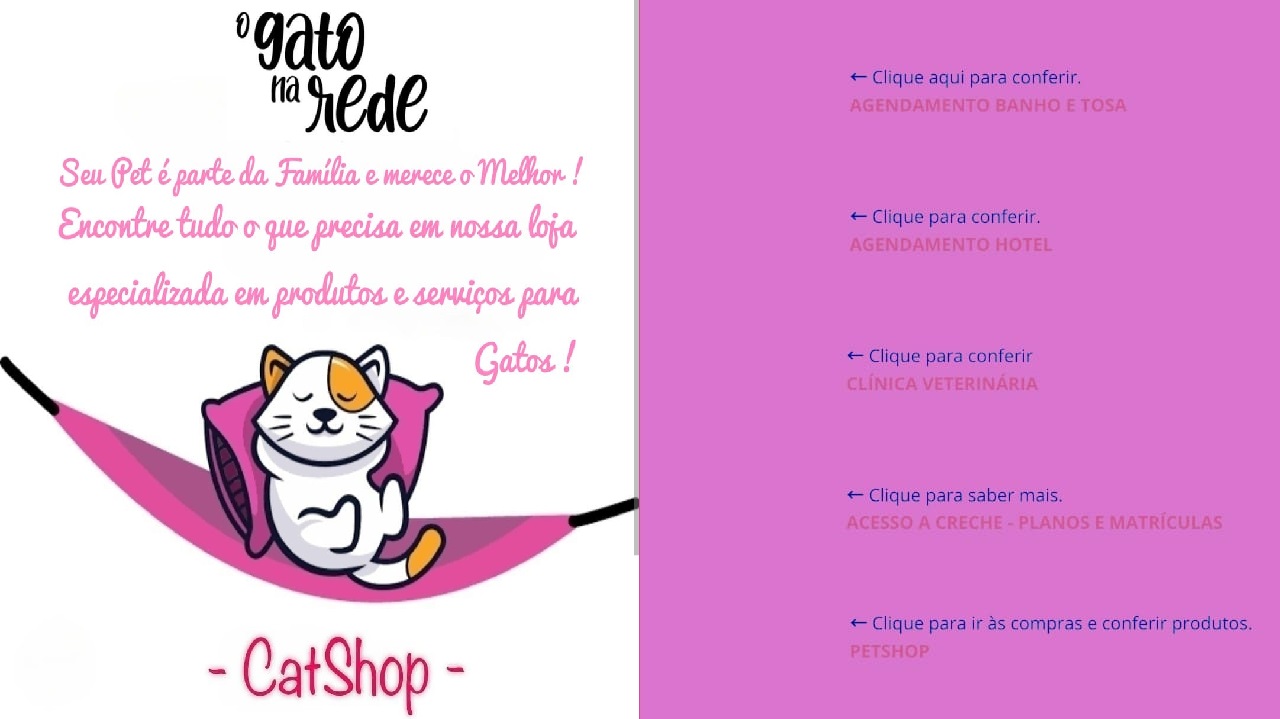 o gato
na rede
Seu Pet é parte da Família e merece o Melhor !
Encontre tudo o que precisa em nossa loja
especializada em produtos e serviços para
Gatos !
- CatShop -
← Clique aqui para conferir.
AGENDAMENTO BANHO E TOSA
← Clique para conferir.
AGENDAMENTO HOTEL
← Clique para conferir
CLÍNICA VETERINÁRIA
← Clique para saber mais.
ACESSO A CRECHE - PLANOS E MATRÍCULAS
← Clique para ir às compras e conferir produtos.
PETSHOP